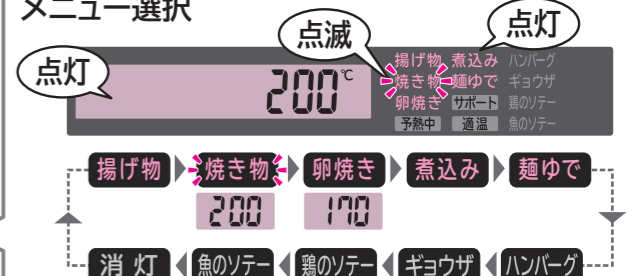 メニュー選択
点灯
点滅
点灯
200℃
揚げ物 煮込み ハンバーグ
焼き物 麺ゆで ギョウザ
卵焼き サポート 鶏のソテー
予熱中 適温 魚のソテー
揚げ物 焼き物 卵焼き 煮込み 麺ゆで
200 170
消灯 魚のソテー 鶏のソテー ギョウザ ハンバーグ